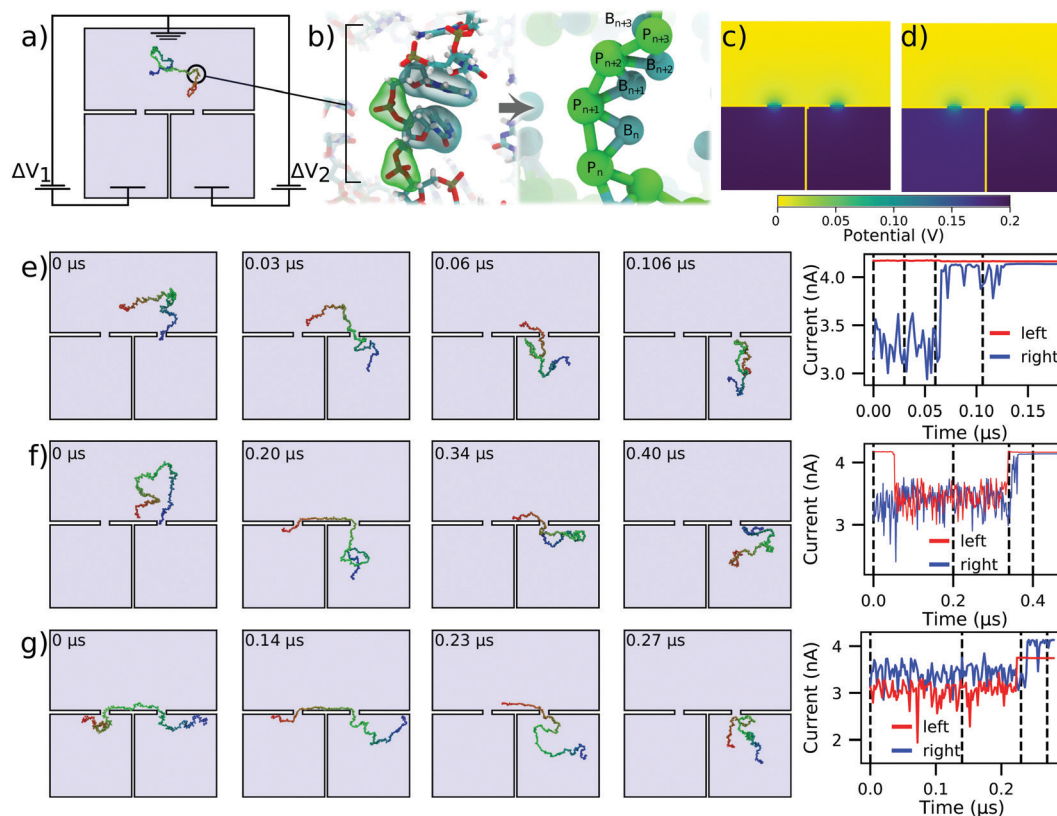 a)
ΔV1
ΔV2
b)
Bn+3
Pn+3
Pn+2
Bn+2
Bn+1
Pn+1
Bn
Pn
c)
d)
0 0.05 0.10 0.15 0.2
Potential (V)
e)
0 μs
0.03 μs
0.06 μs
0.106 μs
Current (nA)
4.0
3.5
3.0
left
right
0.00 0.05 0.10 0.15
Time (μs)
f)
0 μs
0.20 μs
0.34 μs
0.40 μs
Current (nA)
4
3
left
right
0.0 0.2 0.4
Time (μs)
g)
0 μs
0.14 μs
0.23 μs
0.27 μs
Current (nA)
4
3
2
left
right
0.0 0.1 0.2
Time (μs)